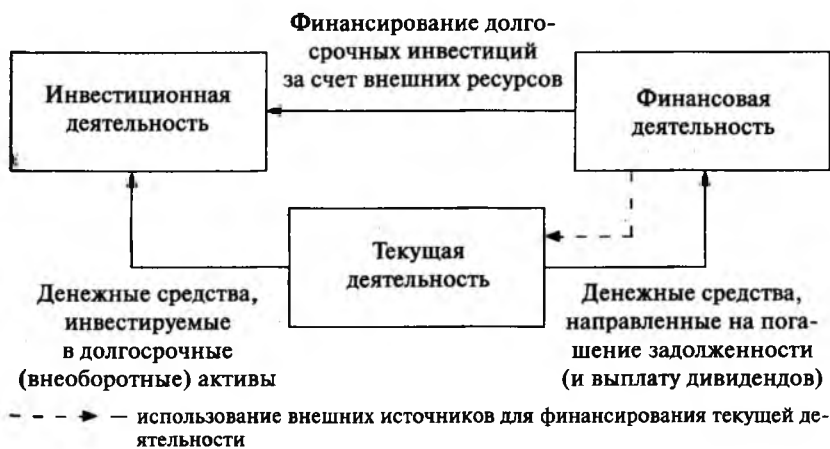 Финансирование долго-
срочных инвестиций
за счет внешних ресурсов
Инвестиционная
деятельность
Финансовая
деятельность
Текущая
деятельность
Денежные средства,
инвестируемые
в долгосрочные
(внеоборотные) активы
Денежные средства,
направленные на пога-
шение задолженности
(и выплату дивидендов)
— использование внешних источников для финансирования текущей де-
ятельности